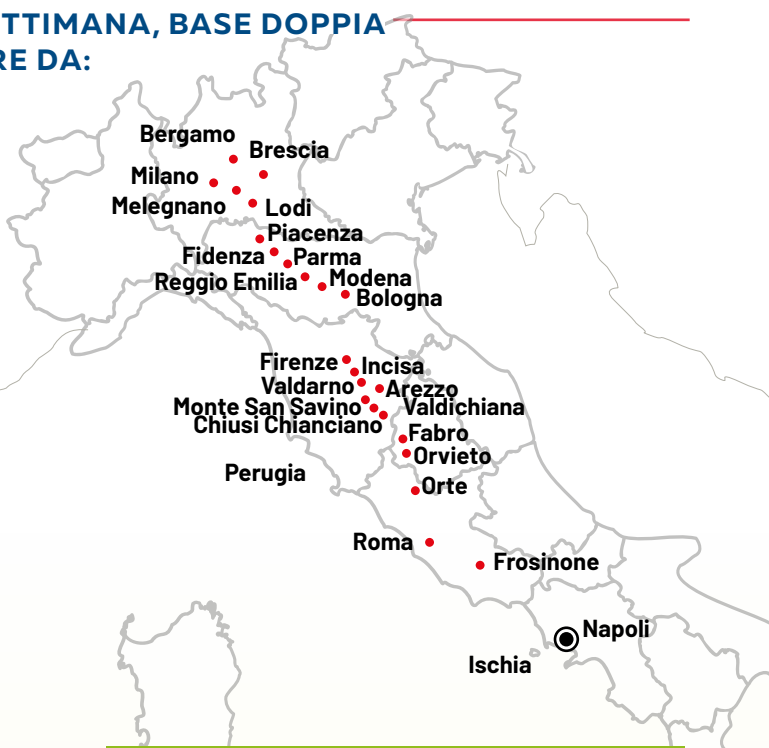 TTIMANA, BASE DOPPIA
RE DA:
Bergamo
Brescia
Milano
Melegnano
Lodi
Piacenza
Fidenza
Parma
Reggio Emilia
Modena
Bologna
Firenze
Incisa
Valdarno
Arezzo
Monte San Savino
Valdichiana
Chiusi Chianciano
Fabro
Orvieto
Perugia
Orte
Roma
Frosinone
Napoli
Ischia